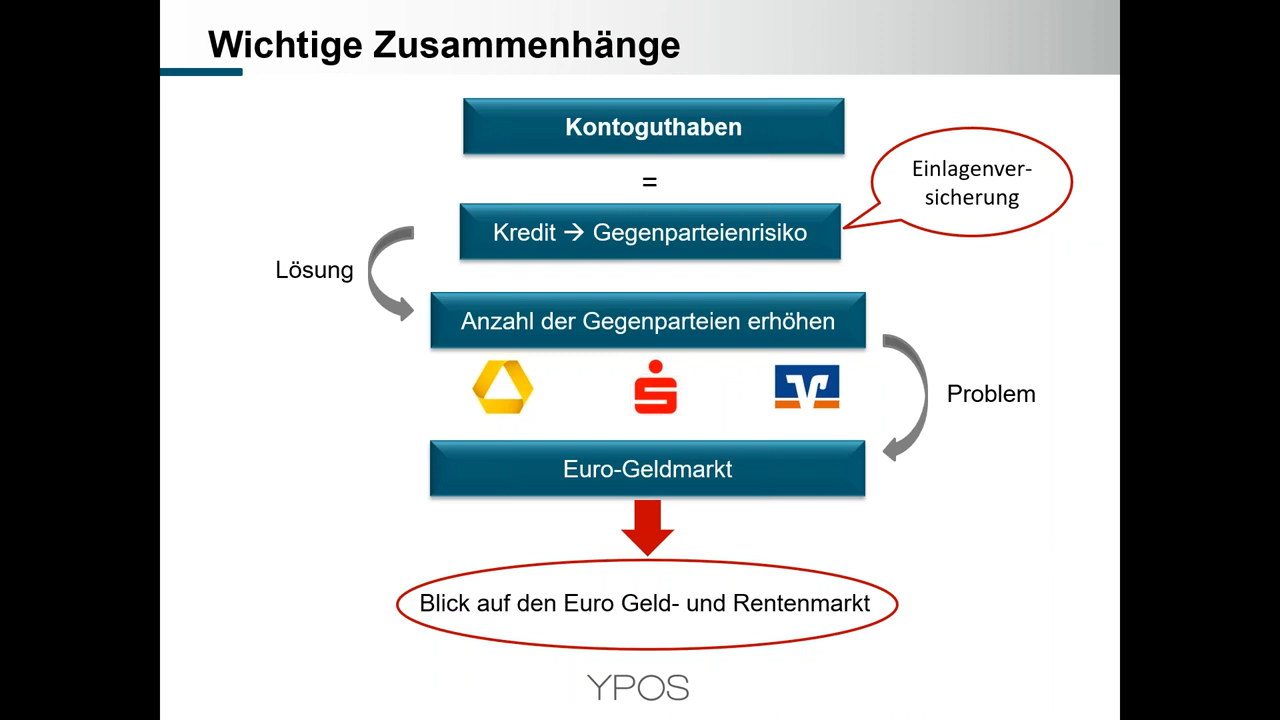 Wichtige Zusammenhänge
Kontoguthaben
=
Einlagenver-
sicherung
Kredit → Gegenparteienrisiko
Lösung
Anzahl der Gegenparteien erhöhen
Problem
Euro-Geldmarkt
Blick auf den Euro Geld- und Rentenmarkt
YPOS